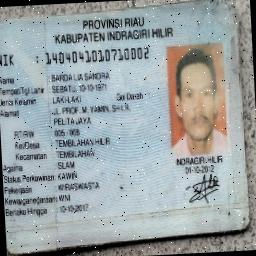 PROVINSI RIAU
KABUPATEN INDRAGIRI HILIR
NIK : 1404041010710002
Nama : BARDA LIA SANDRA
Tempat/Tgl Lahir : SEBATU, 10-10-1971
Jenis Kelamin : LAKI-LAKI Gol Darah :
Alamat : JL. PROF. M. YAMIN, SH LR.
PELITA JAYA
RT/RW : 005 / 008
Kel/Desa : TEMBILAHAN HILIR
Kecamatan : TEMBILAHAN
Agama : ISLAM
Status Perkawinan : KAWIN
Pekerjaan : WIRASWASTA
Kewarganegaraan : WNI
Berlaku Hingga : 10-10-2017
INDRAGIRI HILIR
01-10-2012